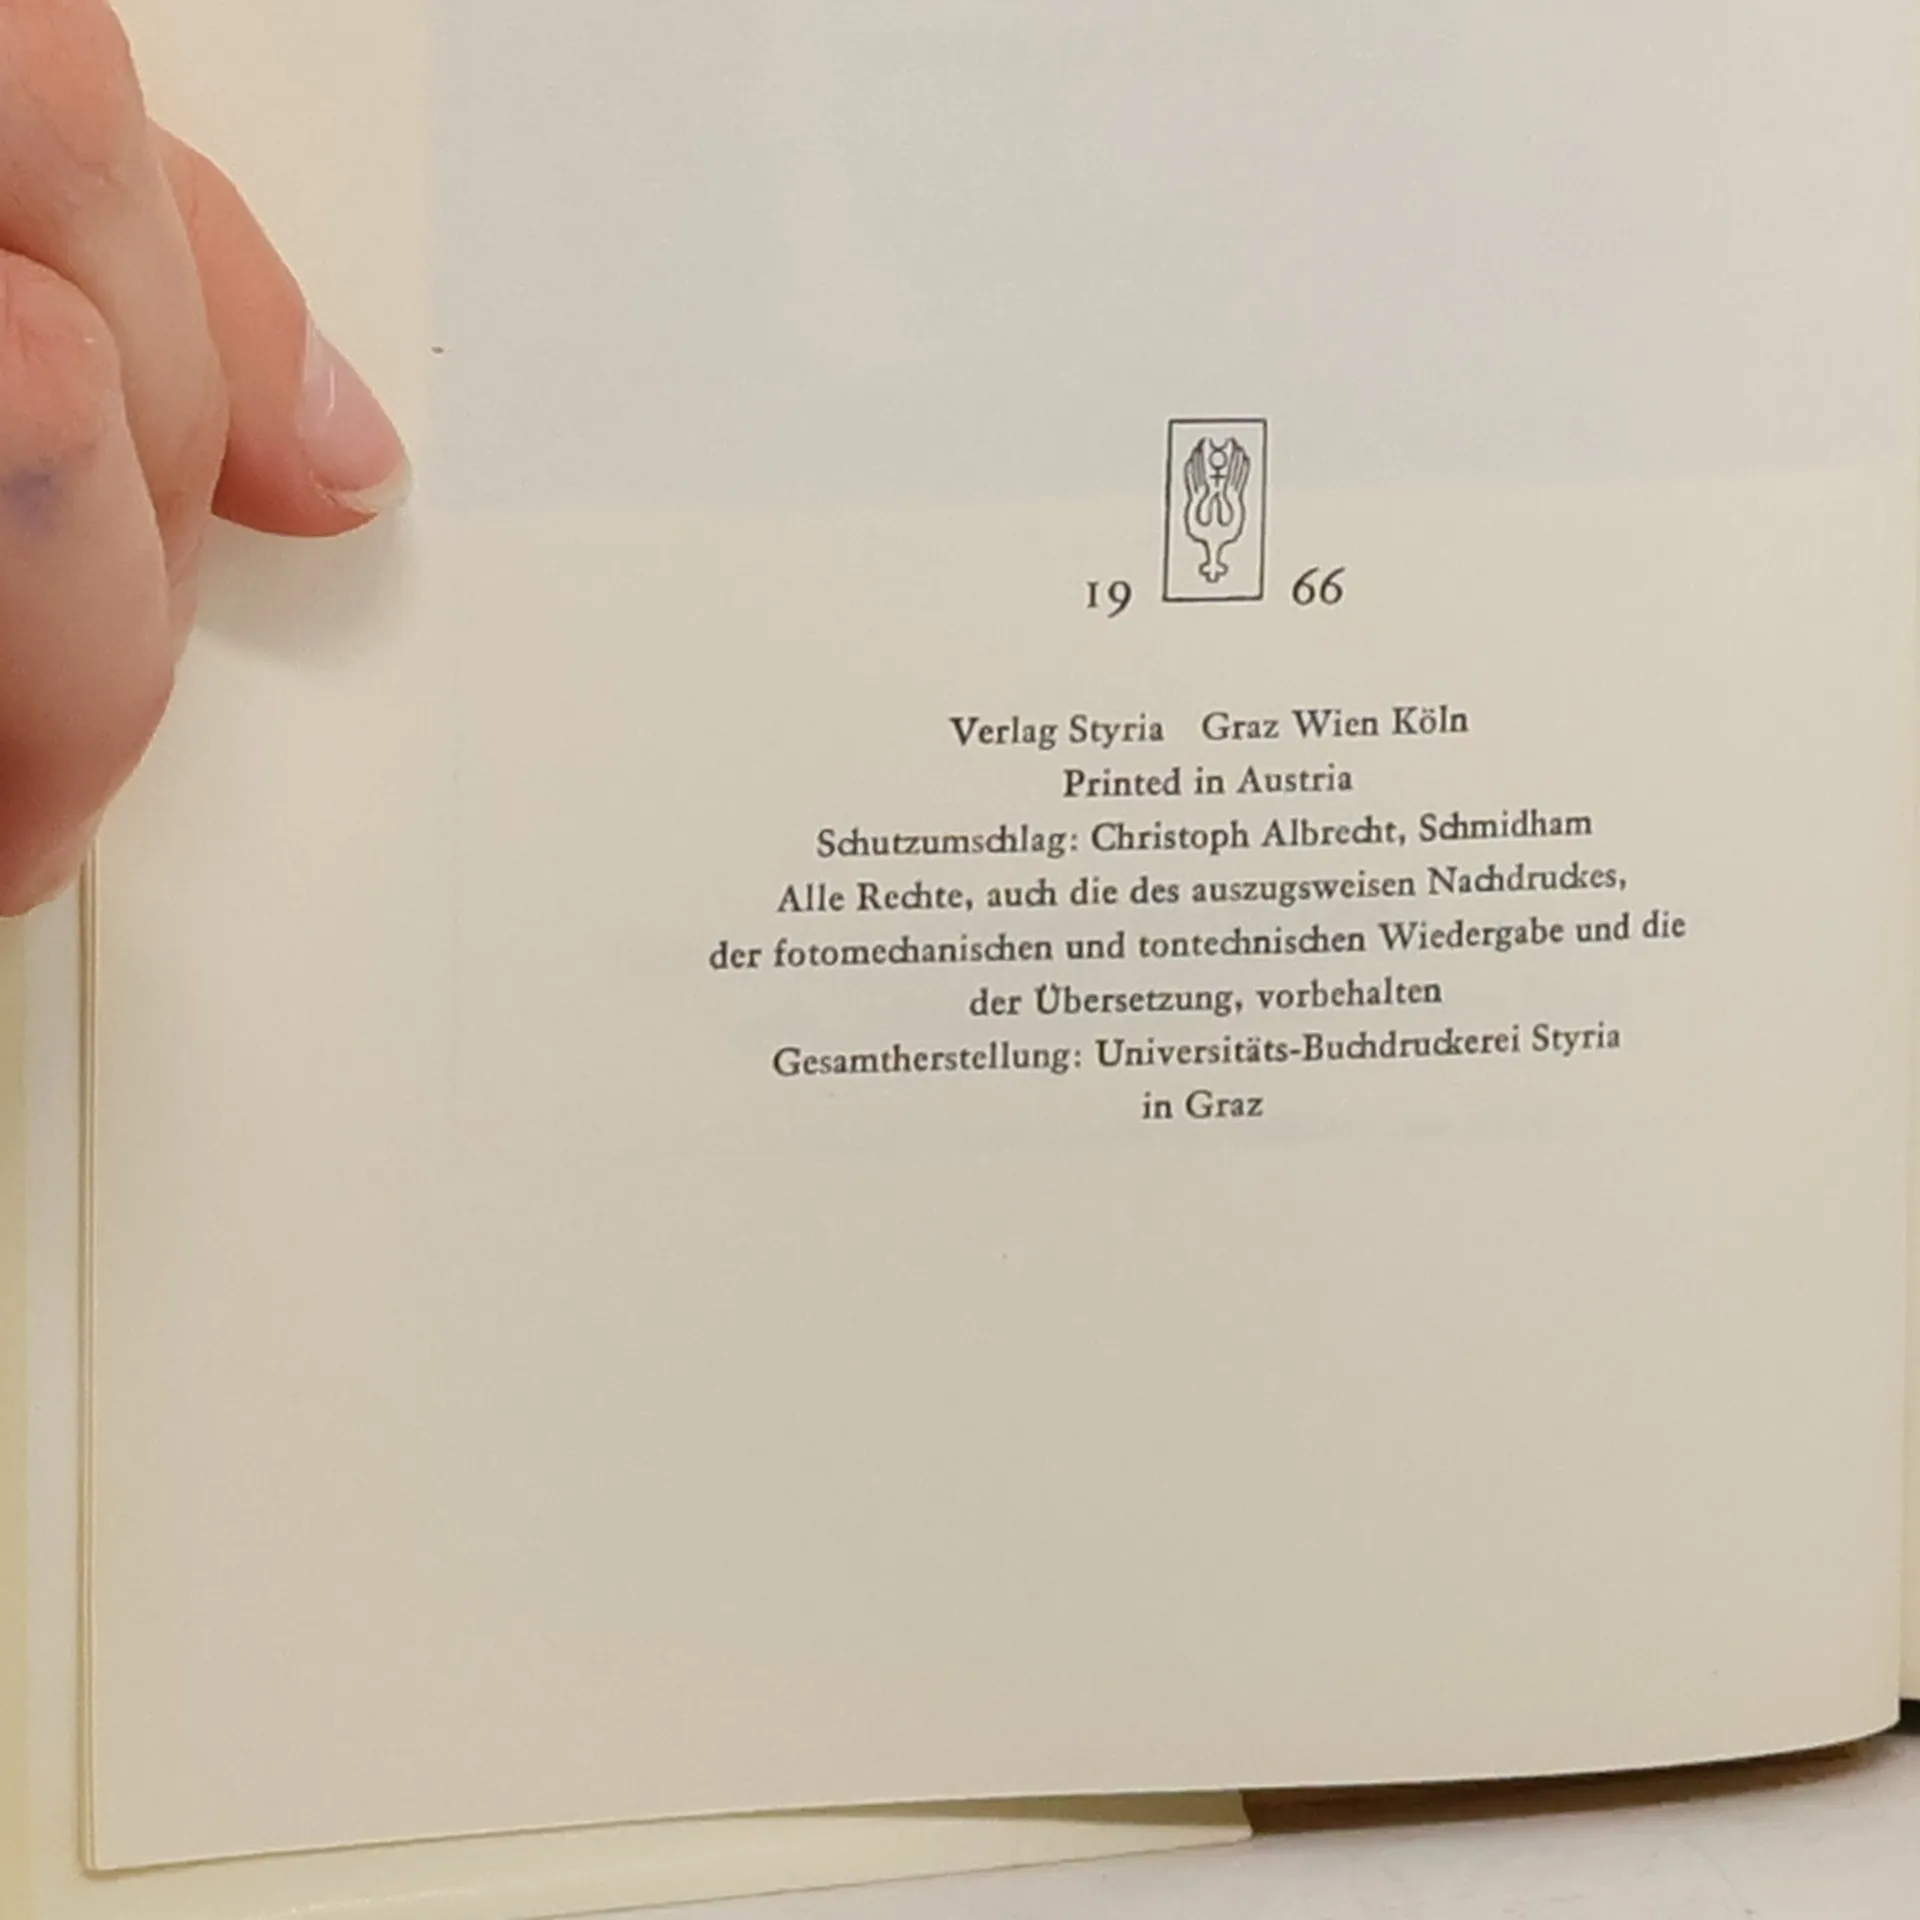 19 66
Verlag Styria Graz Wien Köln
Printed in Austria
Schutzumschlag: Christoph Albrecht, Schmidham
Alle Rechte, auch die des auszugsweisen Nachdruckes,
der fotomechanischen und tontechnischen Wiedergabe und die
der Übersetzung, vorbehalten
Gesamtherstellung: Universitäts-Buchdruckerei Styria
in Graz